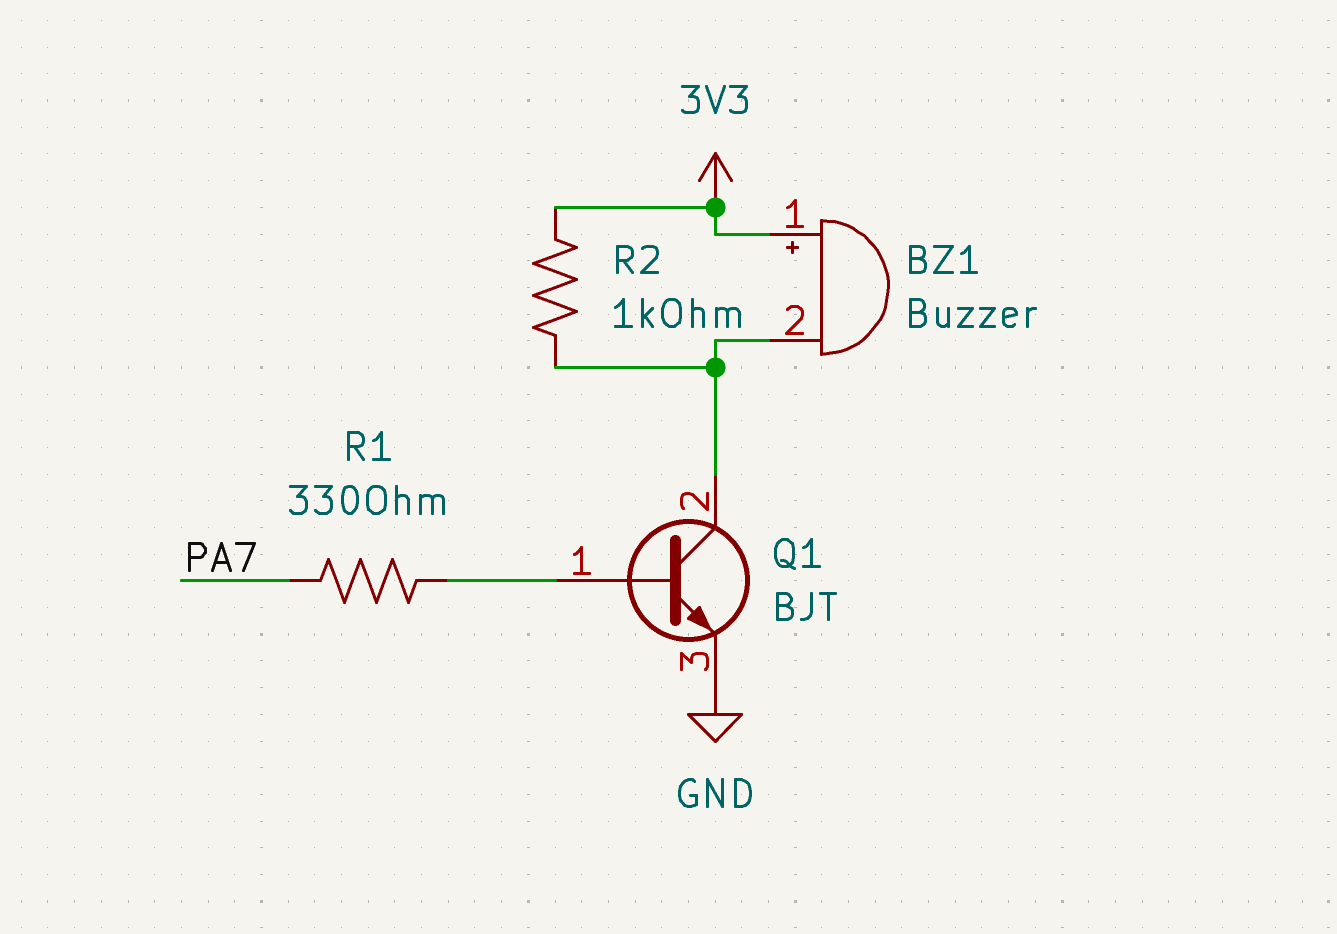 3V3
1
+
R2
1kOhm
BZ1
Buzzer
2
R1
330Ohm
PA7
1
2
Q1
BJT
3
GND